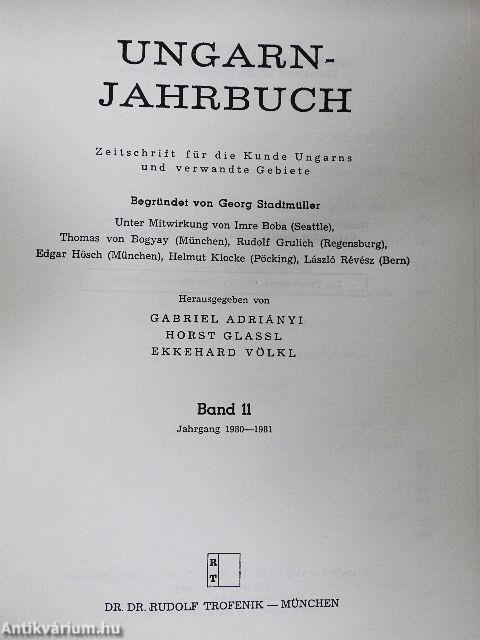 UNGARN-
JAHRBUCH
Zeitschrift für die Kunde Ungarns
und verwandte Gebiete
Begründet von Georg Stadtmüller
Unter Mitwirkung von Imre Boba (Seattle),
Thomas von Bogyay (München), Rudolf Grulich (Regensburg),
Edgar Hösch (München), Helmut Klocke (Pöcking), László Révész (Bern)
Herausgegeben von
GABRIEL ADRIÁNYI
HORST GLASSL
EKKEHARD VÖLKL
Band 11
Jahrgang 1980—1981
R
T
DR. DR. RUDOLF TROFENIK — MÜNCHEN
Antikvárium.hu